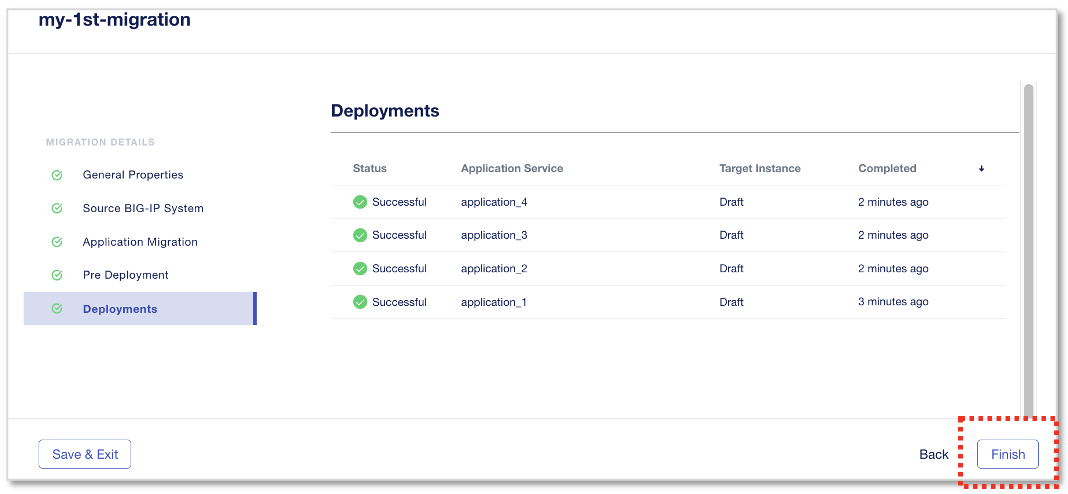 my-1st-migration
MIGRATION DETAILS
General Properties
Source BIG-IP System
Application Migration
Pre Deployment
Deployments
Deployments
Status Application Service Target Instance Completed ↓
Successful application_4 Draft 2 minutes ago
Successful application_3 Draft 2 minutes ago
Successful application_2 Draft 2 minutes ago
Successful application_1 Draft 3 minutes ago
Save & Exit Back Finish